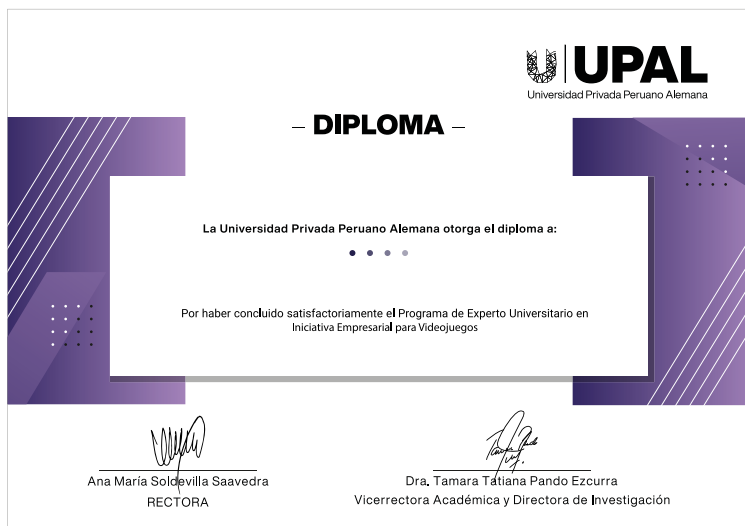 UPAL
Universidad Privada Peruano Alemana
– DIPLOMA –
La Universidad Privada Peruano Alemana otorga el diploma a:
Por haber concluido satisfactoriamente el Programa de Experto Universitario en
Iniciativa Empresarial para Videojuegos
Ana María Soldevilla Saavedra
RECTORA
Dra. Tamara Tatiana Pando Ezcurra
Vicerrectora Académica y Directora de Investigación